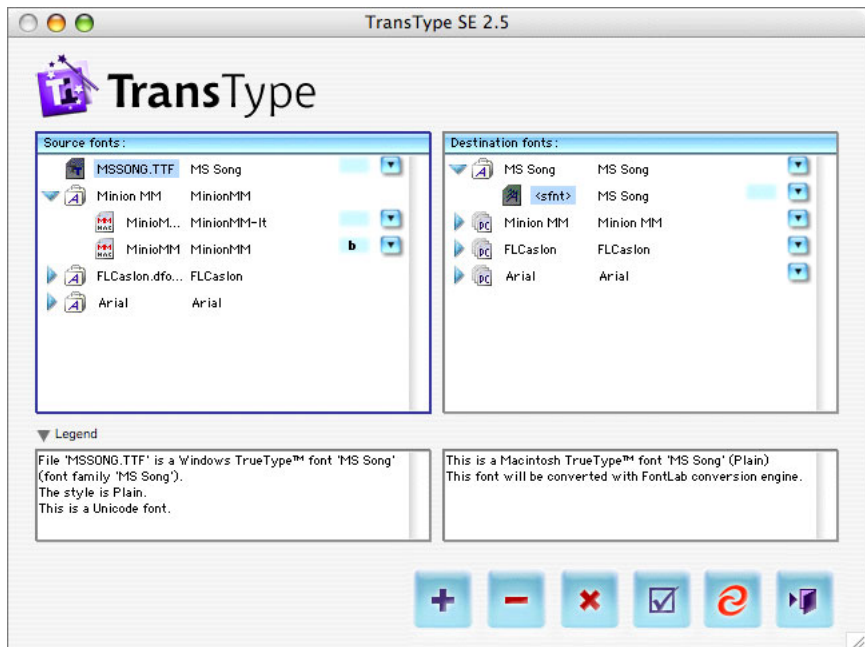 TransType SE 2.5
TransType
Source fonts:
MSSONG.TTF MS Song
Minion MM MinionMM
MinioM... MinionMM-lt
MinioMM MinionMM b
FLCaslon.dfo... FLCaslon
Arial Arial
Destination fonts:
MS Song MS Song
<sfnt> MS Song
Minion MM Minion MM
FLCaslon FLCaslon
Arial Arial
Legend
File 'MSSONG.TTF' is a Windows TrueType™ font 'MS Song'
(font family 'MS Song').
The style is Plain.
This is a Unicode font.
This is a Macintosh TrueType™ font 'MS Song' (Plain)
This font will be converted with FontLab conversion engine.